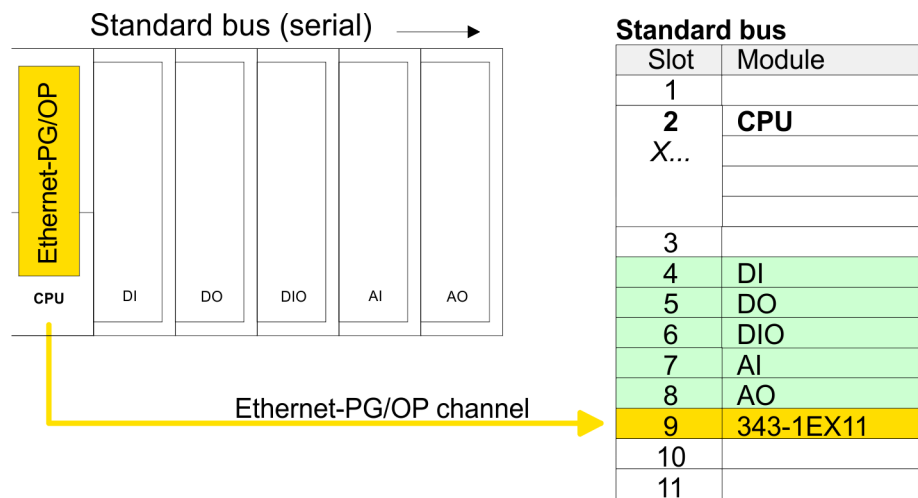 Standard bus (serial)
Ethernet-PG/OP
CPU
DI
DO
DIO
AI
AO
Ethernet-PG/OP channel
Standard bus
Slot Module
1
2 CPU
X...
3
4 DI
5 DO
6 DIO
7 AI
8 AO
9 343-1EX11
10
11